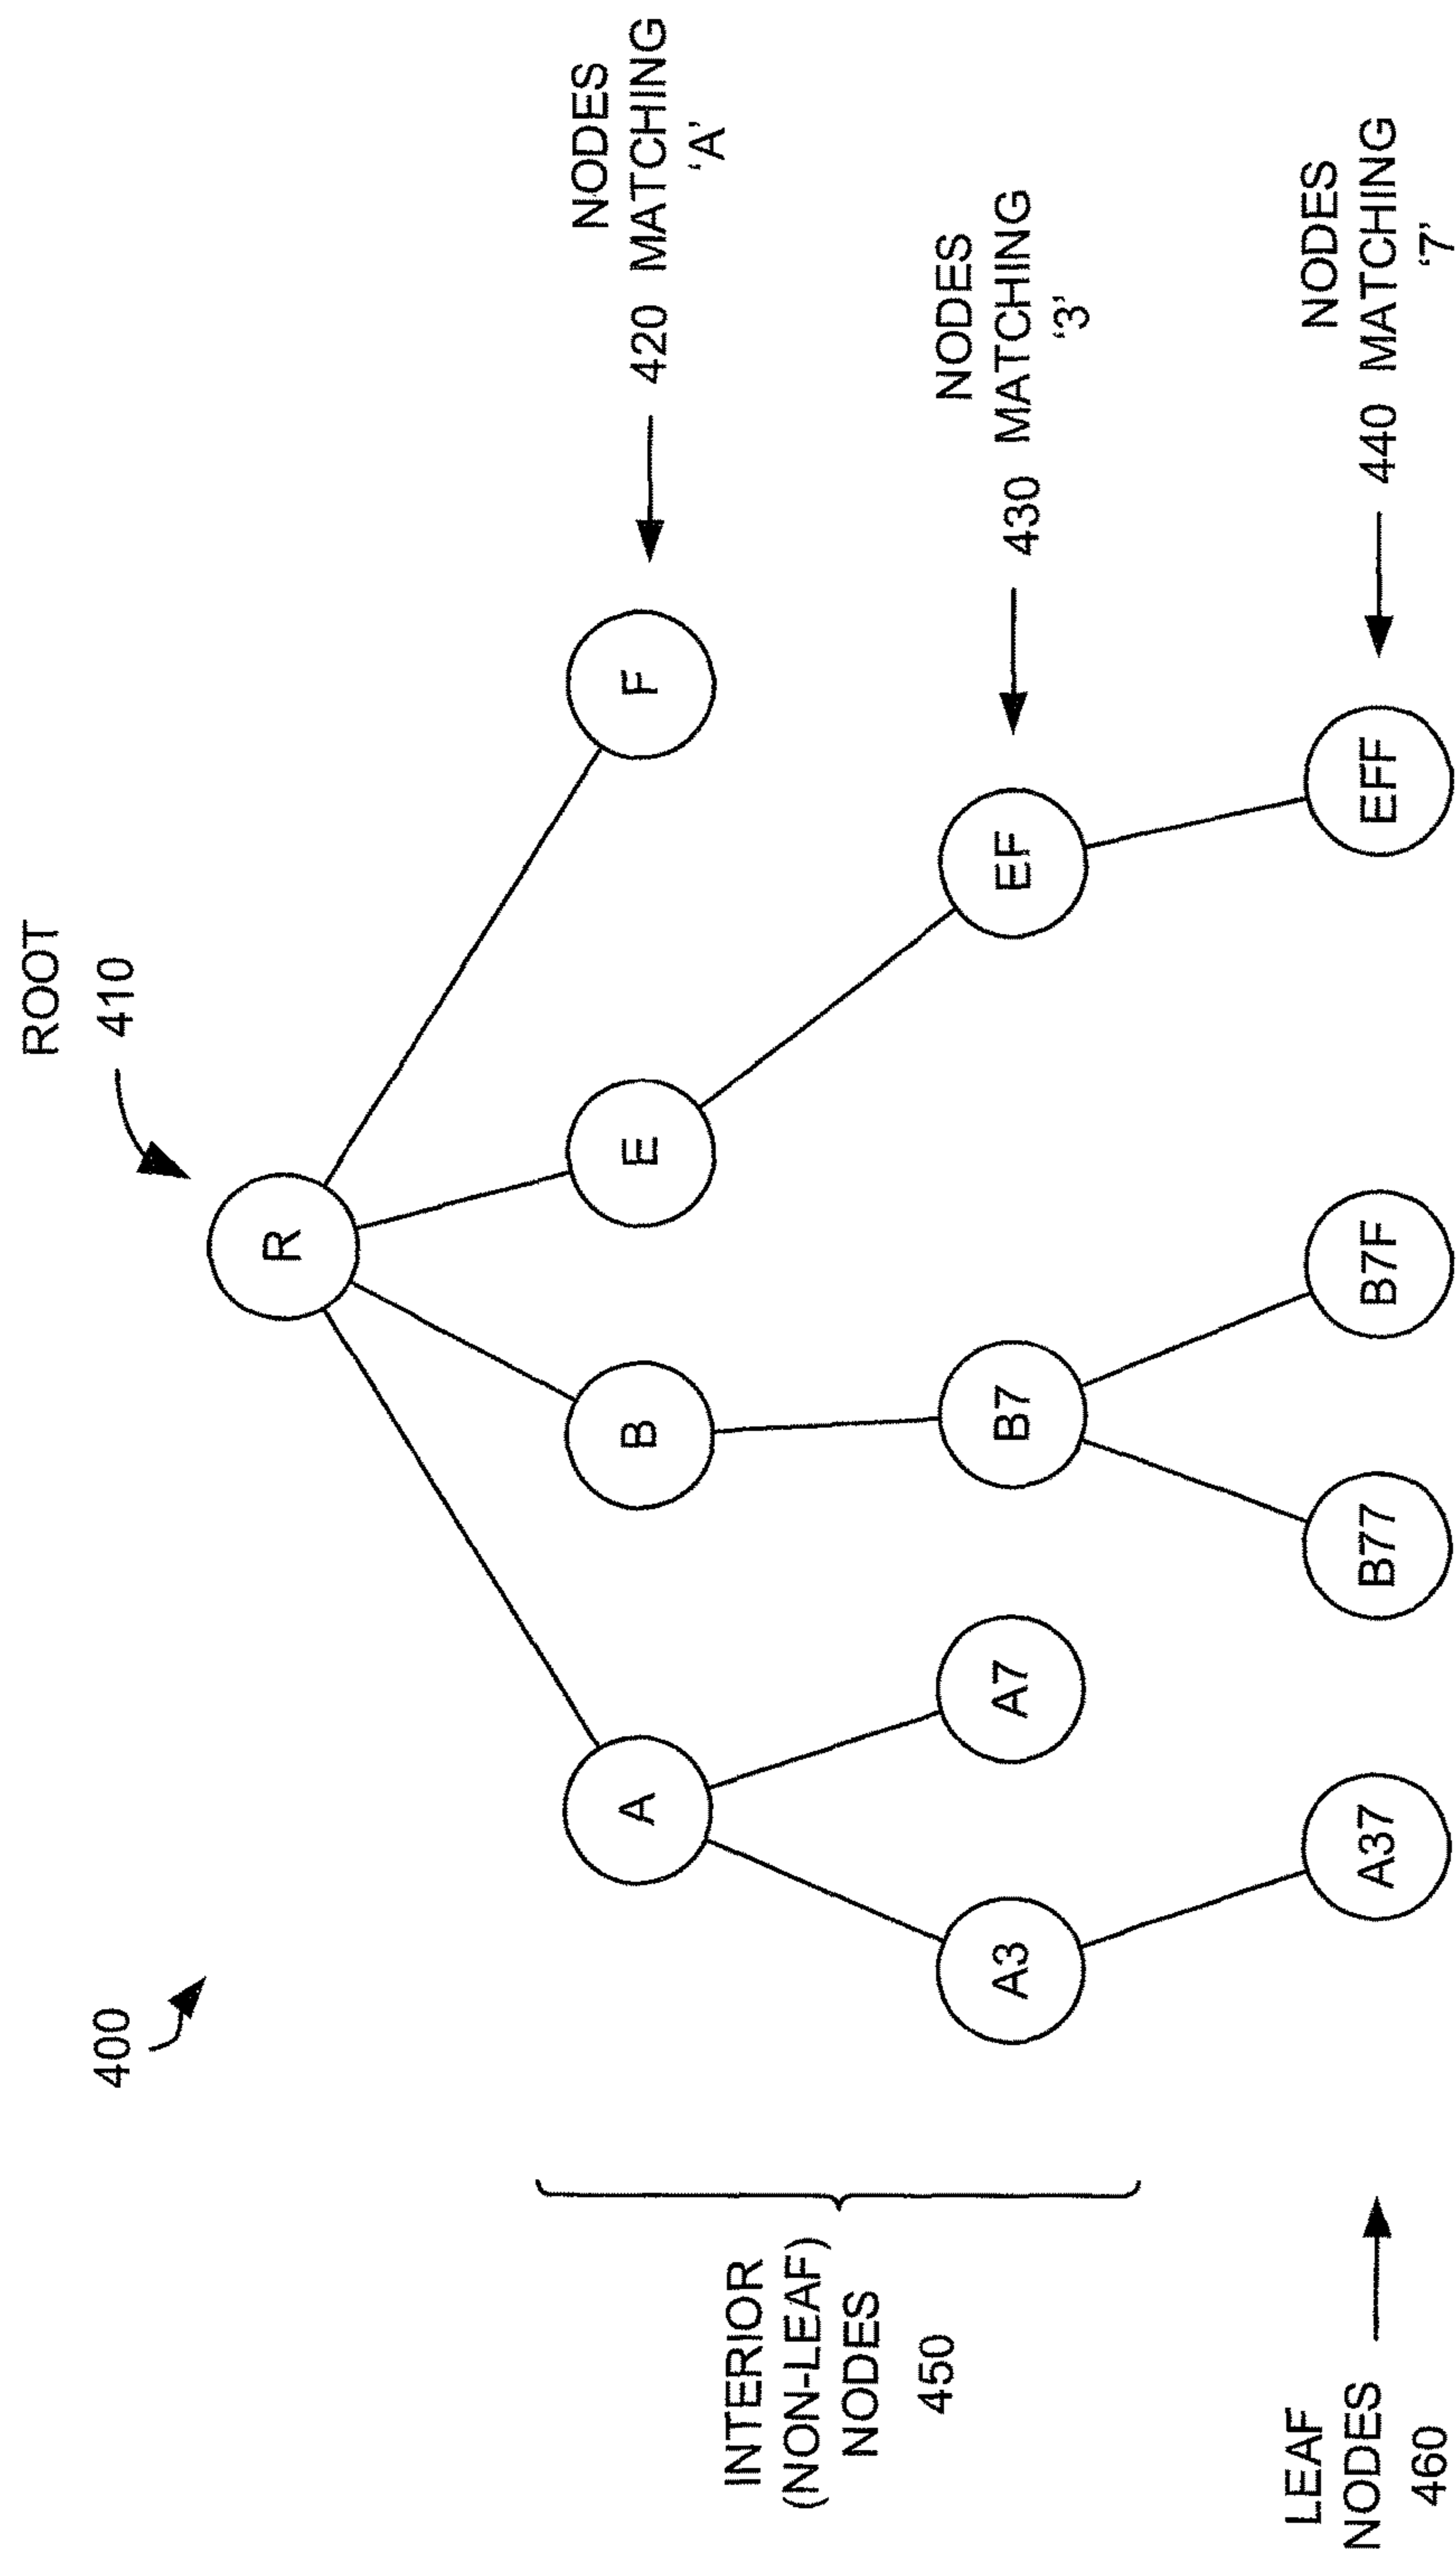 400
ROOT
410
R
A
B
E
F
NODES
420 MATCHING
‘A’
INTERIOR
(NON-LEAF)
NODES
450
A3
A7
B7
EF
NODES
430 MATCHING
‘3’
LEAF
NODES
460
A37
B77
B7F
EFF
NODES
440 MATCHING
‘7’